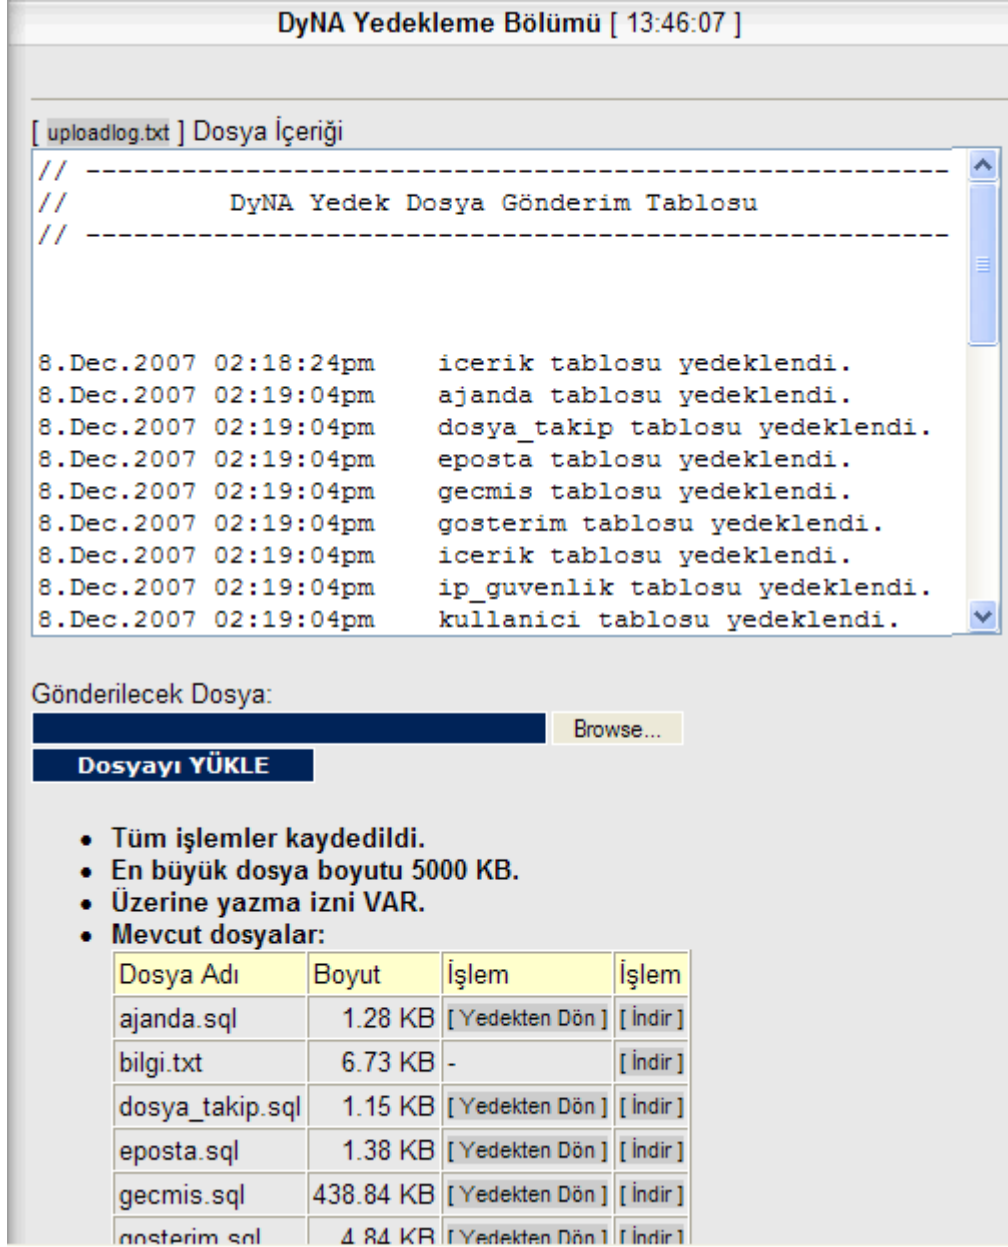 DyNA Yedekleme Bölümü [ 13:46:07 ]
[ uploadlog.txt ] Dosya İçeriği
// ------------------------------------------------------
// DyNA Yedek Dosya Gönderim Tablosu
// ------------------------------------------------------
8.Dec.2007 02:18:24pm icerik tablosu yedeklendi.
8.Dec.2007 02:19:04pm ajanda tablosu yedeklendi.
8.Dec.2007 02:19:04pm dosya_takip tablosu yedeklendi.
8.Dec.2007 02:19:04pm eposta tablosu yedeklendi.
8.Dec.2007 02:19:04pm gecmis tablosu yedeklendi.
8.Dec.2007 02:19:04pm gosterim tablosu yedeklendi.
8.Dec.2007 02:19:04pm icerik tablosu yedeklendi.
8.Dec.2007 02:19:04pm ip_guvenlik tablosu yedeklendi.
8.Dec.2007 02:19:04pm kullanici tablosu yedeklendi.
Gönderilecek Dosya:
Browse...
Dosyayı YÜKLE
• Tüm işlemler kaydedildi.
• En büyük dosya boyutu 5000 KB.
• Üzerine yazma izni VAR.
• Mevcut dosyalar:
Dosya Adı Boyut İşlem İşlem
ajanda.sql 1.28 KB [ Yedekten Dön ] [ İndir ]
bilgi.txt 6.73 KB - [ İndir ]
dosya_takip.sql 1.15 KB [ Yedekten Dön ] [ İndir ]
eposta.sql 1.38 KB [ Yedekten Dön ] [ İndir ]
gecmis.sql 438.84 KB [ Yedekten Dön ] [ İndir ]
gosterim.sql 4.84 KB [ Yedekten Dön ] [ İndir ]